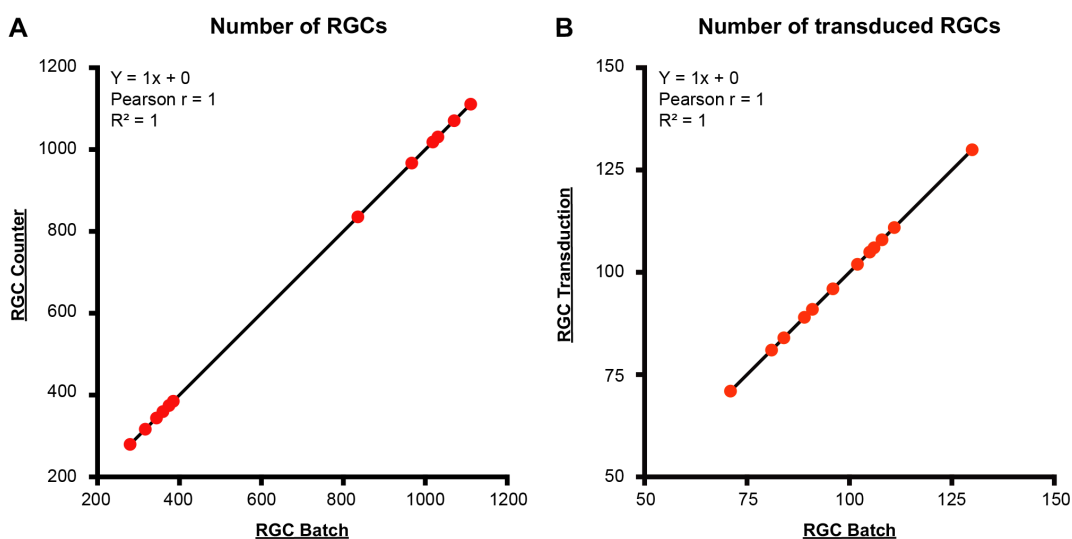 A
Number of RGCs
Y = 1x + 0
Pearson r = 1
R² = 1
1200
1000
800
600
400
200
RGC Counter
200 400 600 800 1000 1200
RGC Batch
B
Number of transduced RGCs
Y = 1x + 0
Pearson r = 1
R² = 1
150
125
100
75
50
RGC Transduction
50 75 100 125 150
RGC Batch